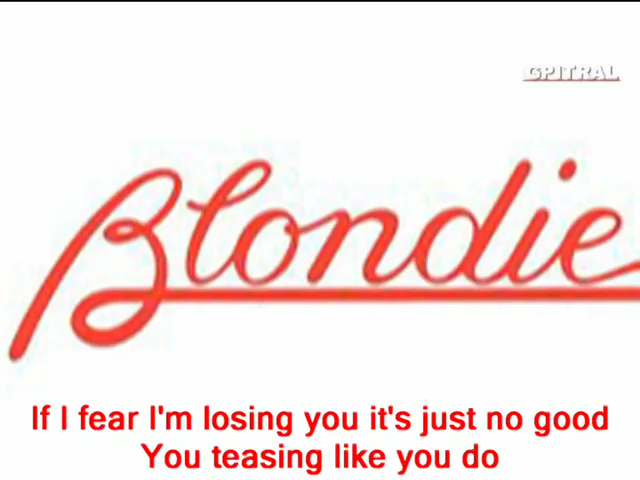 GPITRAL
Blondie
If I fear I'm losing you it's just no good
You teasing like you do